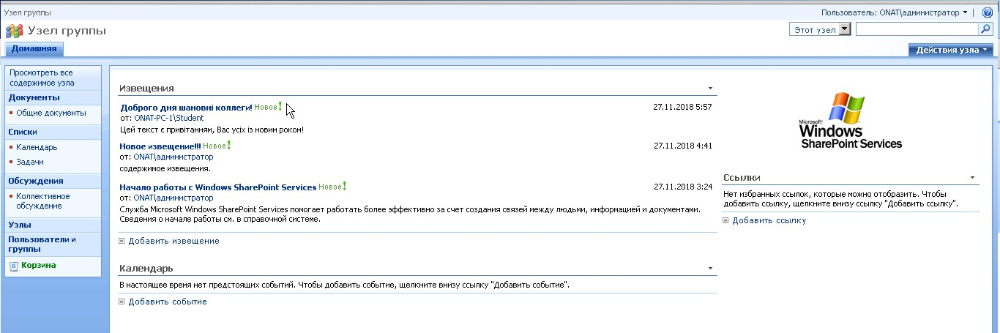 Узел группы
Пользователь: ONAT\администратор
Узел группы
Этот узел
Домашняя
Действия узла
Просмотреть все
содержимое узла
Документы
Общие документы
Списки
Календарь
Задачи
Обсуждения
Коллективное
обсуждение
Узлы
Пользователи и
группы
Корзина
Извещения
Доброго дня шановні коллеги! Новое!
27.11.2018 5:57
от: ONAT-PC-1\Student
Цей текст є привітанням, Вас усіх із новим роком!
Новое извещение!!! Новое!
27.11.2018 4:41
от: ONAT\администратор
содержимое извещения.
Начало работы с Windows SharePoint Services Новое!
27.11.2018 3:24
от: ONAT\администратор
Служба Microsoft Windows SharePoint Services помогает работать более эффективно за счет создания связей между людьми, информацией и документами.
Сведения о начале работы см. в справочной системе.
Добавить извещение
Календарь
В настоящее время нет предстоящих событий. Чтобы добавить событие, щелкните внизу ссылку "Добавить событие".
Добавить событие
Microsoft
Windows
SharePoint Services
Ссылки
Нет избранных ссылок, которые можно отобразить. Чтобы
добавить ссылку, щелкните внизу ссылку "Добавить ссылку".
Добавить ссылку